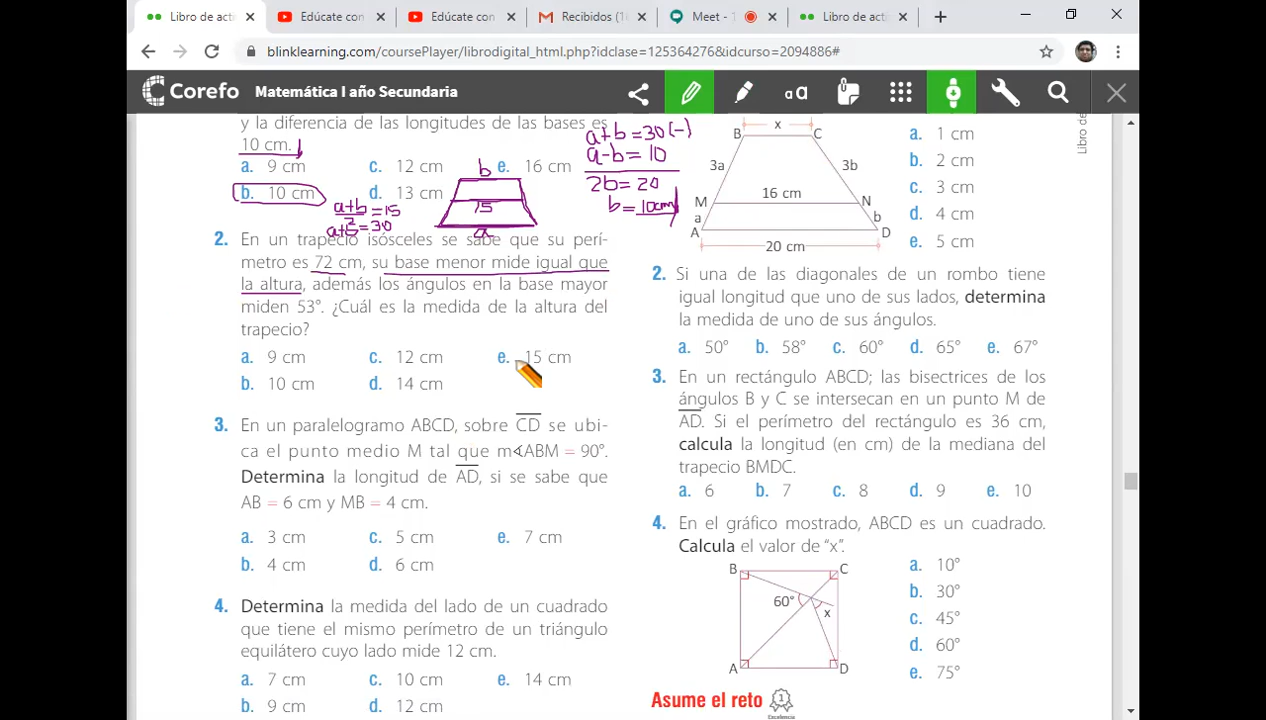 Libro de acti
Edúcate con
Edúcate con
Recibidos (1
Meet - 
Libro de acti
blinklearning.com/coursePlayer/librodigital_html.php?idclase=125364276&idcurso=2094886#
Corefo
Matemática I año Secundaria
aA
y la diferencia de las longitudes de las bases es
10 cm.
a. 9 cm c. 12 cm e. 16 cm
b. 10 cm d. 13 cm
a+b/2 = 15
a+b = 30
b
15
a
a+b = 30 (-)
a-b = 10
2b = 20
b = 10cm
2. En un trapecio isósceles se sabe que su perí-
metro es 72 cm, su base menor mide igual que
la altura, además los ángulos en la base mayor
miden 53°. ¿Cuál es la medida de la altura del
trapecio?
a. 9 cm c. 12 cm e. 15 cm
b. 10 cm d. 14 cm
3. En un paralelogramo ABCD, sobre CD se ubi-
ca el punto medio M tal que m∢ABM = 90°.
Determina la longitud de AD, si se sabe que
AB = 6 cm y MB = 4 cm.
a. 3 cm c. 5 cm e. 7 cm
b. 4 cm d. 6 cm
4. Determina la medida del lado de un cuadrado
que tiene el mismo perímetro de un triángulo
equilátero cuyo lado mide 12 cm.
a. 7 cm c. 10 cm e. 14 cm
b. 9 cm d. 12 cm
x
B C
3a 3b
16 cm
M N
a b
A D
20 cm
a. 1 cm
b. 2 cm
c. 3 cm
d. 4 cm
e. 5 cm
Libro de
2. Si una de las diagonales de un rombo tiene
igual longitud que uno de sus lados, determina
la medida de uno de sus ángulos.
a. 50° b. 58° c. 60° d. 65° e. 67°
3. En un rectángulo ABCD; las bisectrices de los
ángulos B y C se intersecan en un punto M de
AD. Si el perímetro del rectángulo es 36 cm,
calcula la longitud (en cm) de la mediana del
trapecio BMDC.
a. 6 b. 7 c. 8 d. 9 e. 10
4. En el gráfico mostrado, ABCD es un cuadrado.
Calcula el valor de “x”.
B C
60°
x
A D
a. 10°
b. 30°
c. 45°
d. 60°
e. 75°
Asume el reto
1
Excelencia